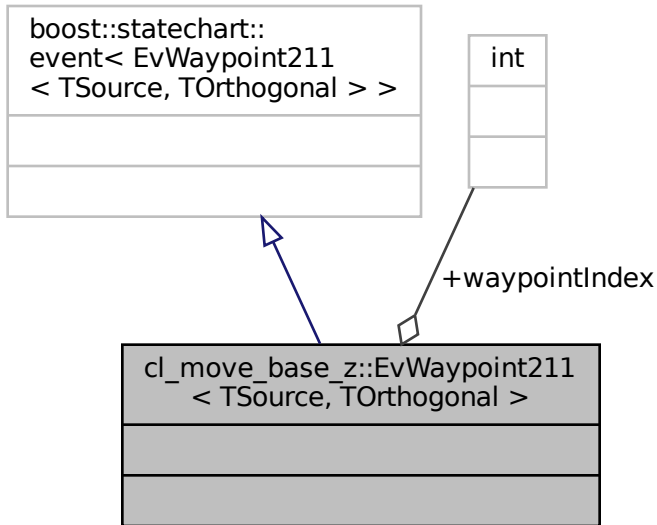 boost::statechart::
event< EvWaypoint211
< TSource, TOrthogonal > >
int
+waypointIndex
cl_move_base_z::EvWaypoint211
< TSource, TOrthogonal >